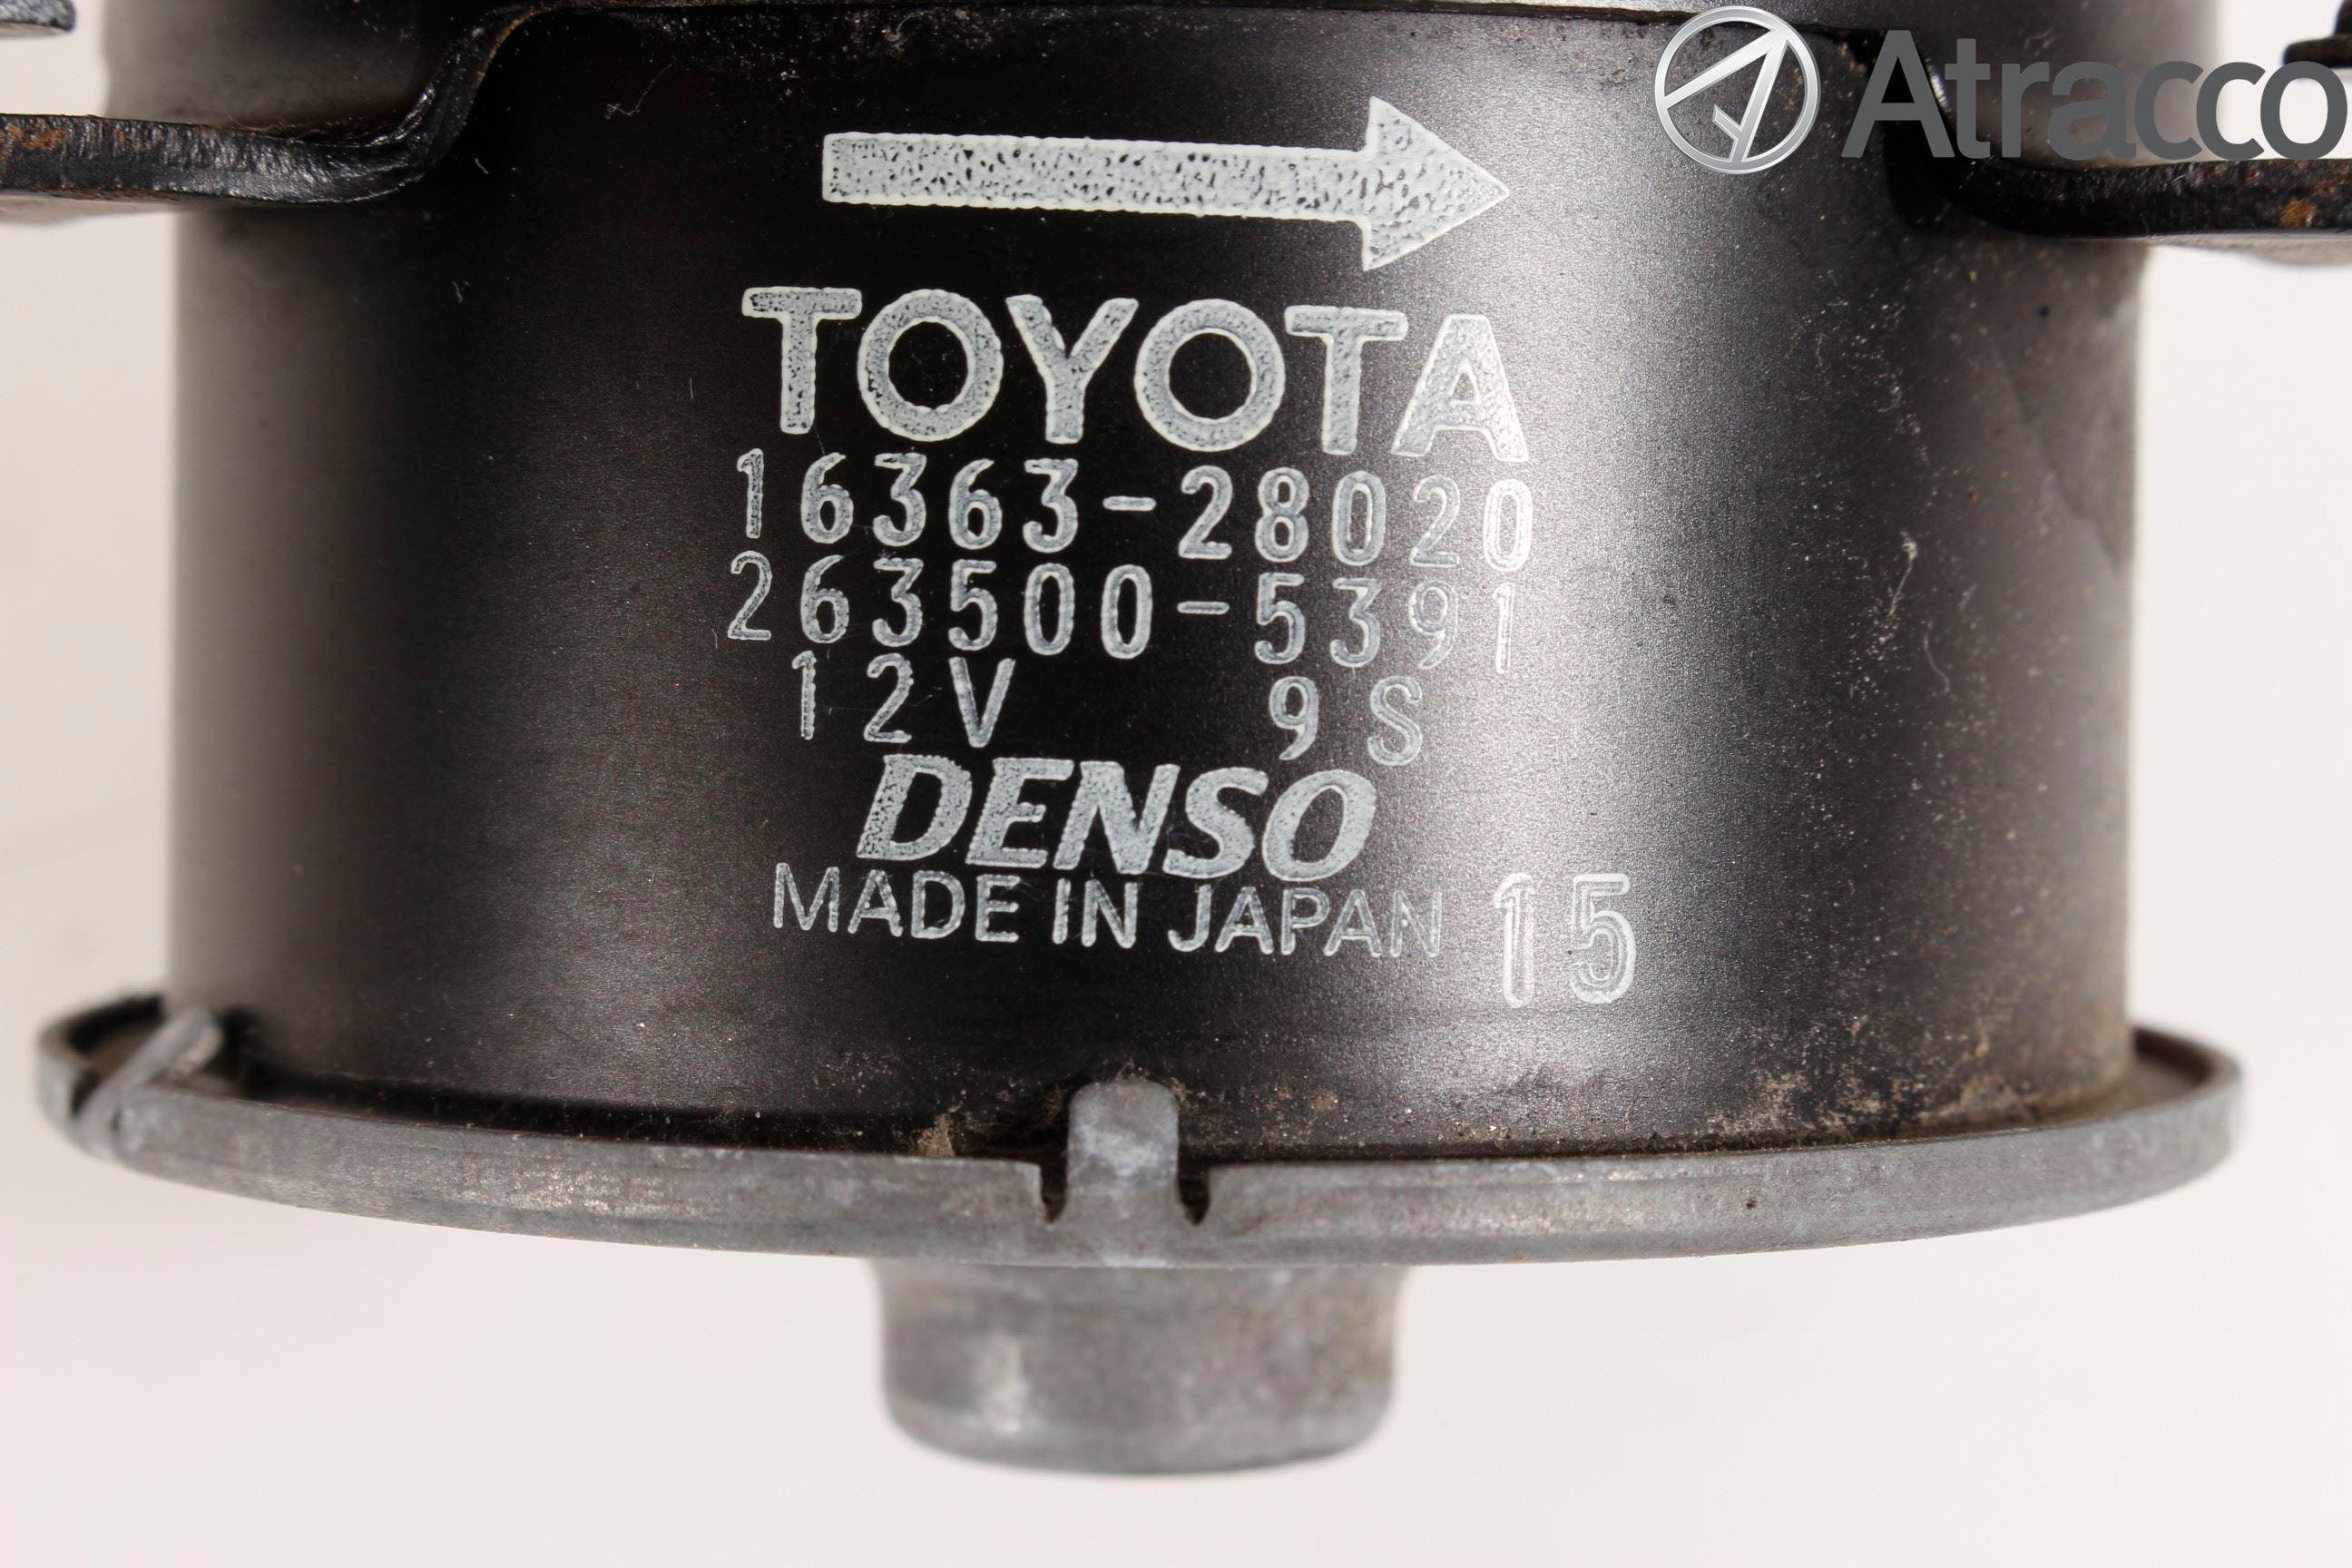 Atracco
TOYOTA
16363-28020
263500-5391
12V 9S
DENSO
MADE IN JAPAN 15